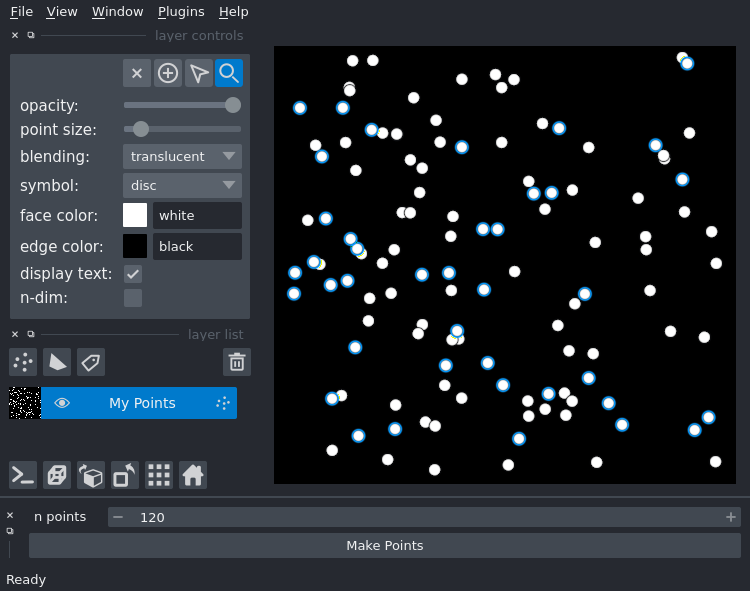 File View Window Plugins Help
layer controls
opacity:
point size:
blending: translucent
symbol: disc
face color: white
edge color: black
display text:
n-dim:
layer list
My Points
n points 120
Make Points
Ready